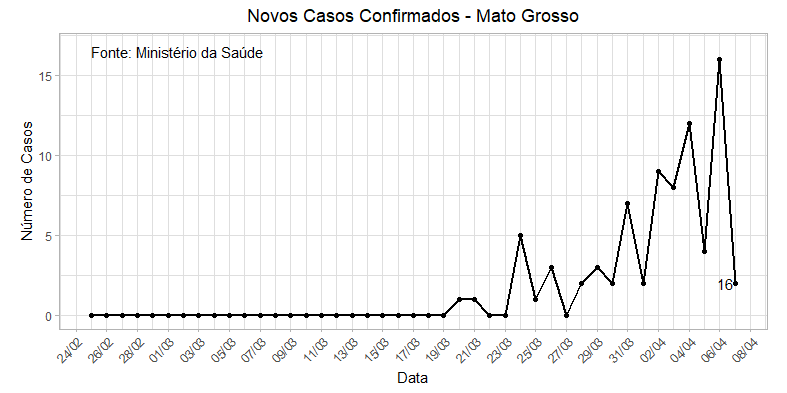 Novos Casos Confirmados - Mato Grosso
Fonte: Ministério da Saúde
Número de Casos
15
10
5
0
16
24/02 26/02 28/02 01/03 03/03 05/03 07/03 09/03 11/03 13/03 15/03 17/03 19/03 21/03 23/03 25/03 27/03 29/03 31/03 02/04 04/04 06/04 08/04
Data